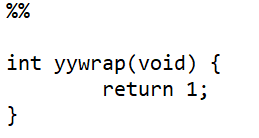 %%
int yywrap(void) {
        return 1;
}